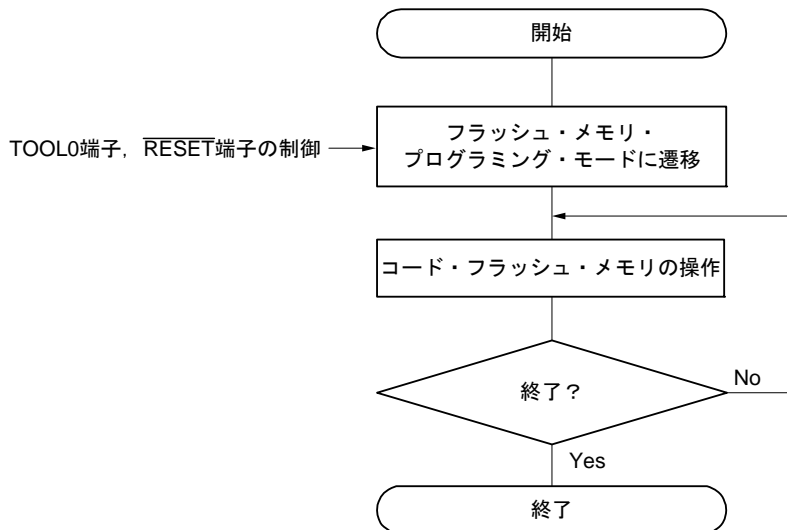 開始
TOOL0端子，RESET端子の制御
フラッシュ・メモリ・
プログラミング・モードに遷移
コード・フラッシュ・メモリの操作
終了？
No
Yes
終了